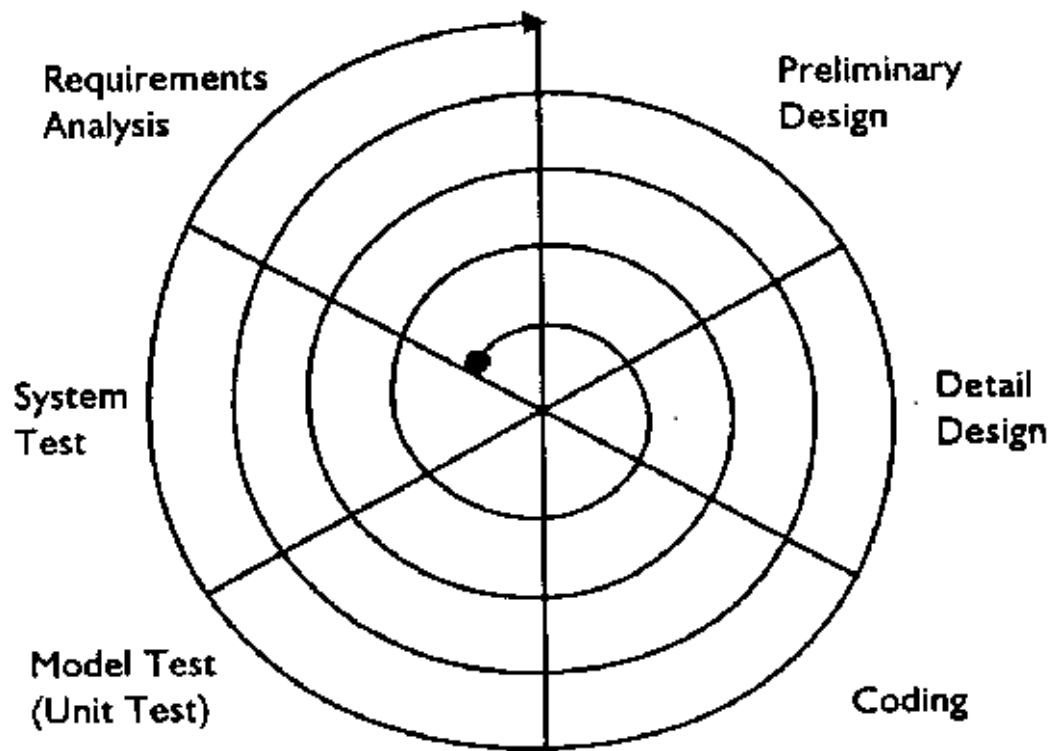 Requirements
Analysis
Preliminary
Design
System
Test
Detail
Design
Model Test
(Unit Test)
Coding